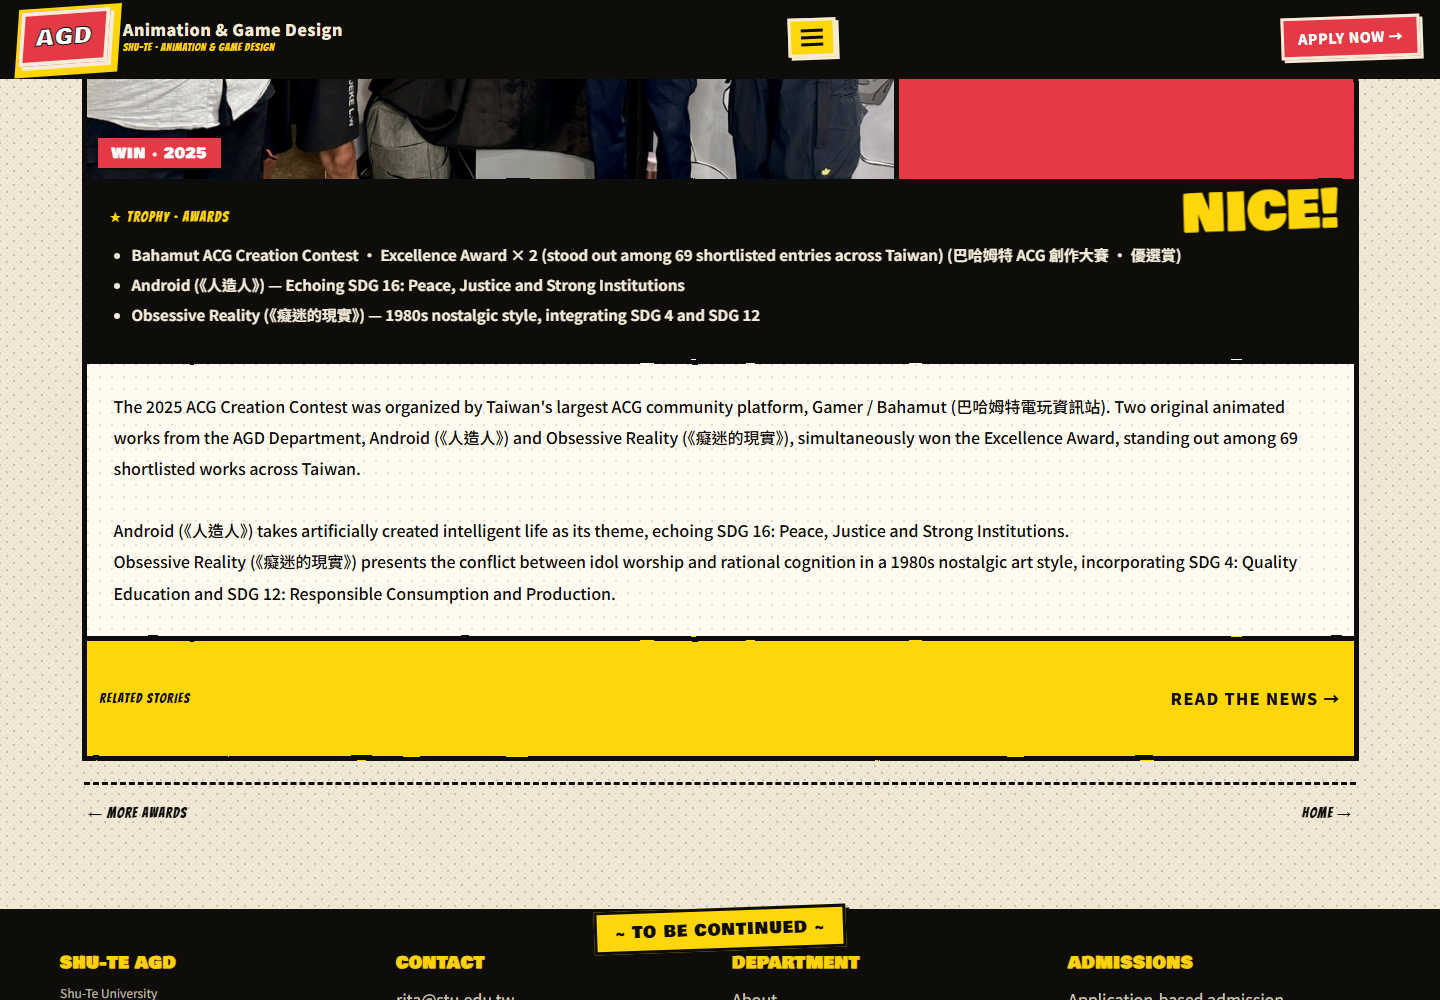 AGD
Animation & Game Design
SHU-TE · ANIMATION & GAME DESIGN
APPLY NOW →
WIN · 2025
★ TROPHY · AWARDS
NICE!
• Bahamut ACG Creation Contest ・ Excellence Award × 2 (stood out among 69 shortlisted entries across Taiwan) (巴哈姆特 ACG 創作大賽 ・ 優選賞)
• Android (《人造人》) — Echoing SDG 16: Peace, Justice and Strong Institutions
• Obsessive Reality (《癡迷的現實》) — 1980s nostalgic style, integrating SDG 4 and SDG 12
The 2025 ACG Creation Contest was organized by Taiwan's largest ACG community platform, Gamer / Bahamut (巴哈姆特電玩資訊站). Two original animated
works from the AGD Department, Android (《人造人》) and Obsessive Reality (《癡迷的現實》), simultaneously won the Excellence Award, standing out among 69
shortlisted works across Taiwan.
Android (《人造人》) takes artificially created intelligent life as its theme, echoing SDG 16: Peace, Justice and Strong Institutions.
Obsessive Reality (《癡迷的現實》) presents the conflict between idol worship and rational cognition in a 1980s nostalgic art style, incorporating SDG 4: Quality
Education and SDG 12: Responsible Consumption and Production.
RELATED STORIES
READ THE NEWS →
← MORE AWARDS
HOME →
~ TO BE CONTINUED ~
SHU-TE AGD
CONTACT
DEPARTMENT
ADMISSIONS
Shu-Te University
rita@stu.edu.tw
About
Application-based admission